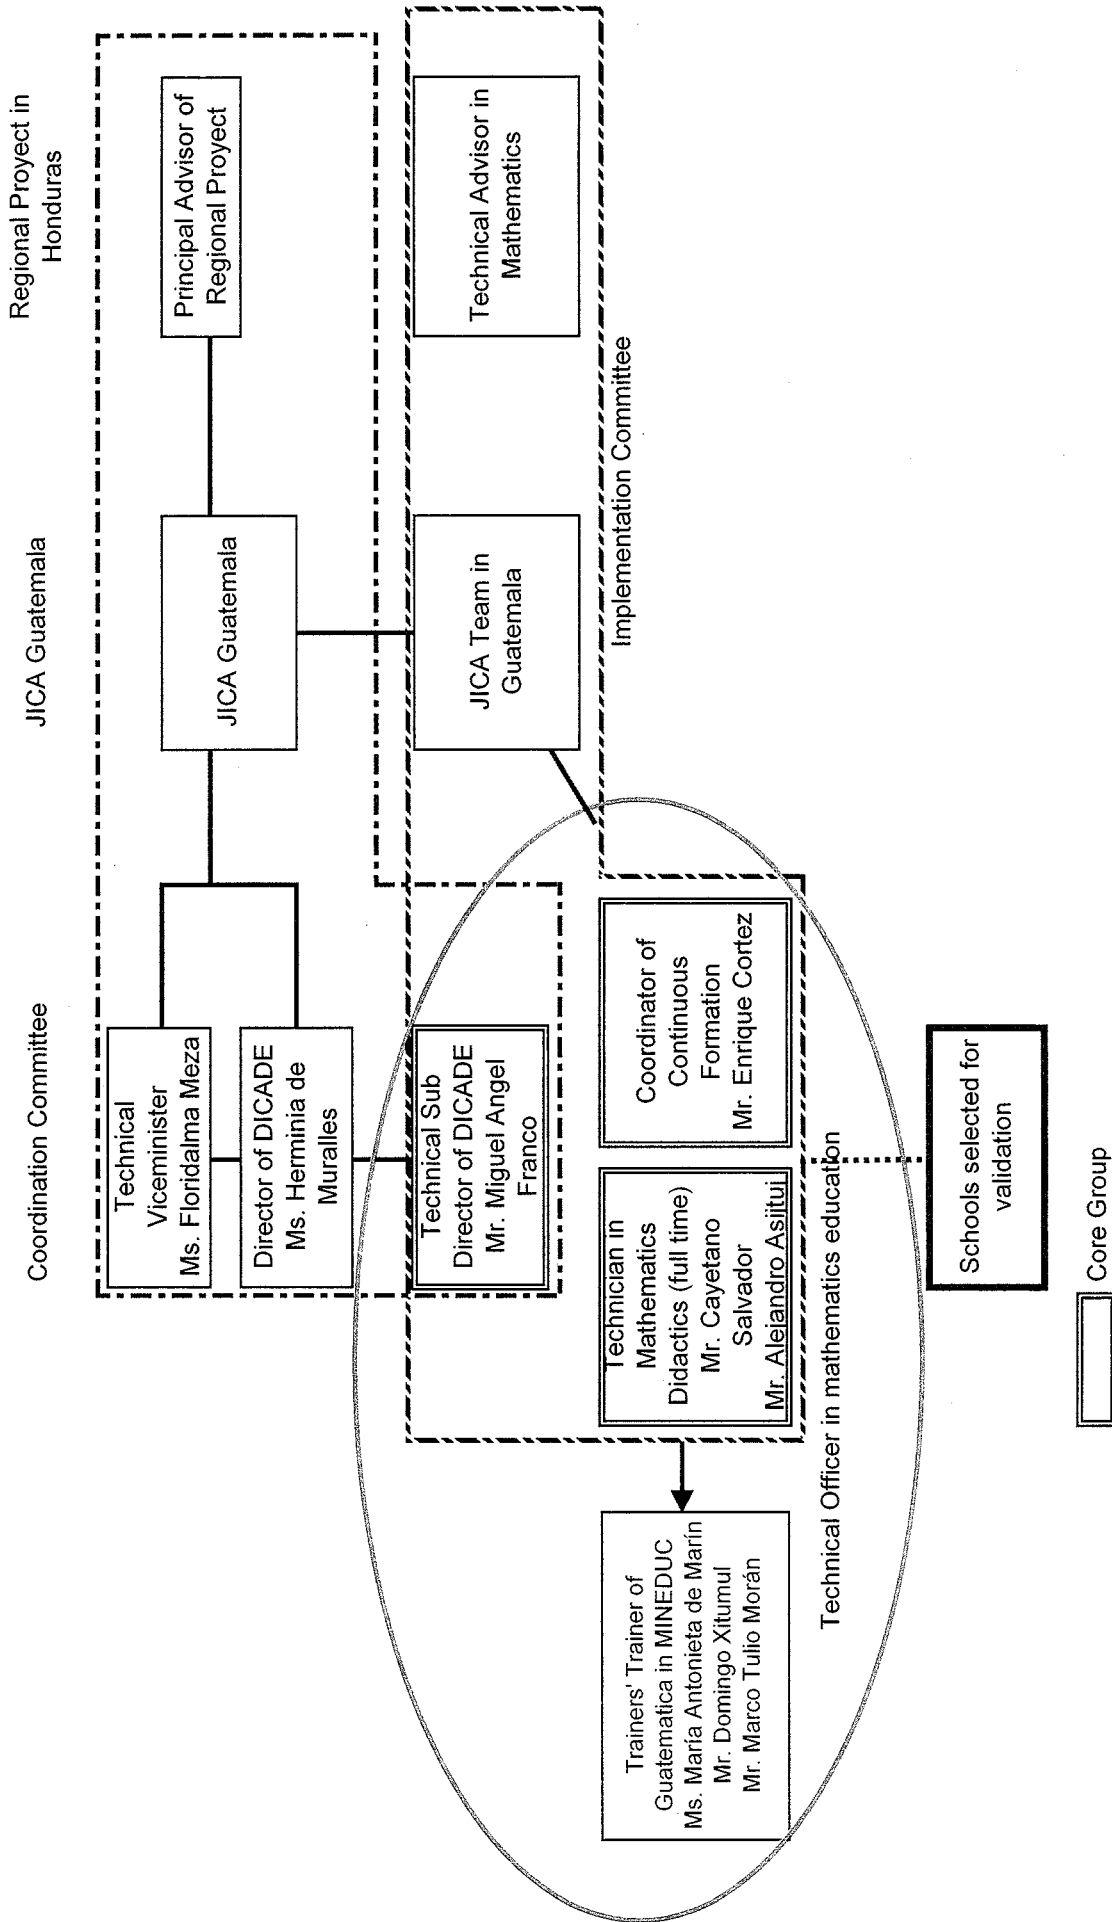 Coordination Committee
JICA Guatemala
Regional Proyect in
Honduras
Technical
Viceminister
Ms. Floridalma Meza
Director of DICADE
Ms. Herminia de
Muralles
JICA Guatemala
Principal Advisor of
Regional Proyect
Technical Sub
Director of DICADE
Mr. Miguel Angel
Franco
JICA Team in
Guatemala
Technical Advisor in
Mathematics
Implementation Committee
Trainers' Trainer of
Guatematica in MINEDUC
Ms. María Antonieta de Marín
Mr. Domingo Xitumul
Mr. Marco Tulio Morán
Technician in
Mathematics
Didactics (full time)
Mr. Cayetano
Salvador
Mr. Alejandro Asijtuj
Coordinator of
Continuous
Formation
Mr. Enrique Cortez
Technical Officer in mathematics education
Schools selected for
validation
Core Group